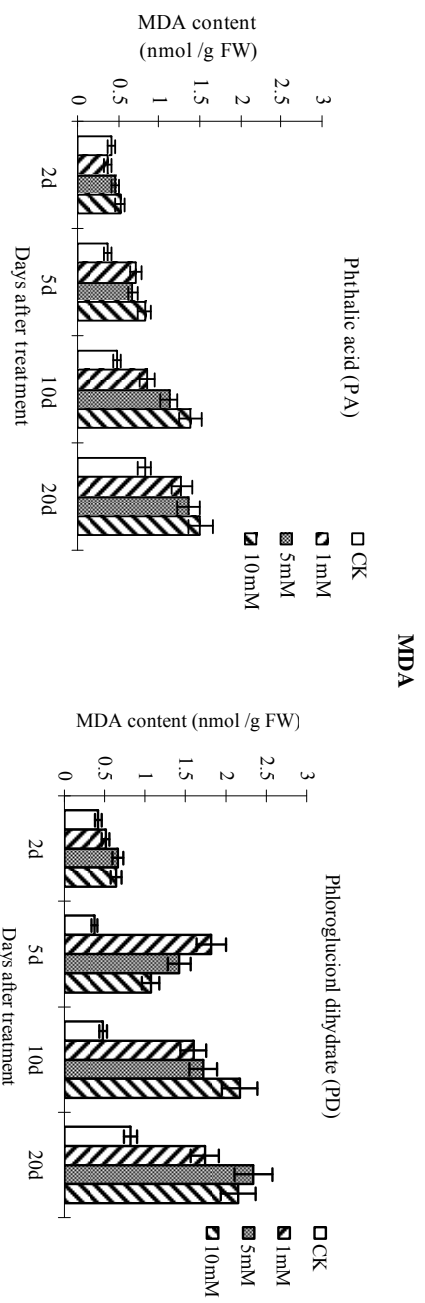 MDA
Phthalic acid (PA)
MDA content
(nmol /g FW)
3
2.5
2
1.5
1
0.5
0
2d
5d
10d
20d
Days after treatment
CK
1mM
5mM
10mM
Phloroglucionl dihydrate (PD)
MDA content (nmol /g FW)
3
2.5
2
1.5
1
0.5
0
2d
5d
10d
20d
Days after treatment
CK
1mM
5mM
10mM